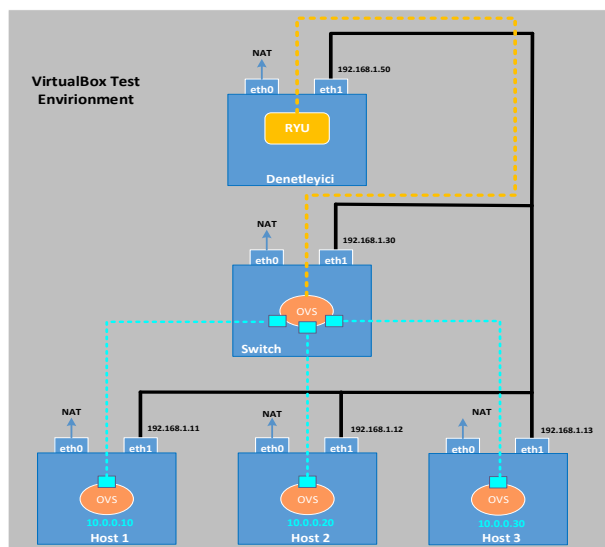 VirtualBox Test
Envirionment
NAT
192.168.1.50
eth0
eth1
RYU
Denetleyici
NAT
192.168.1.30
eth0
eth1
OVS
Switch
NAT
192.168.1.11
NAT
192.168.1.12
NAT
192.168.1.13
eth0
eth1
eth0
eth1
eth0
eth1
OVS
OVS
OVS
10.0.0.10
10.0.0.20
10.0.0.30
Host 1
Host 2
Host 3